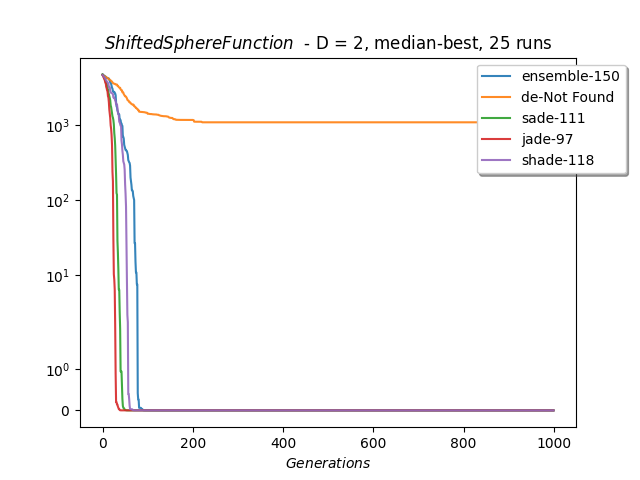 ShiftedSphereFunction - D = 2, median-best, 25 runs
ensemble-150
de-Not Found
sade-111
jade-97
shade-118
10³
10²
10¹
10⁰
0
0 200 400 600 800 1000
Generations